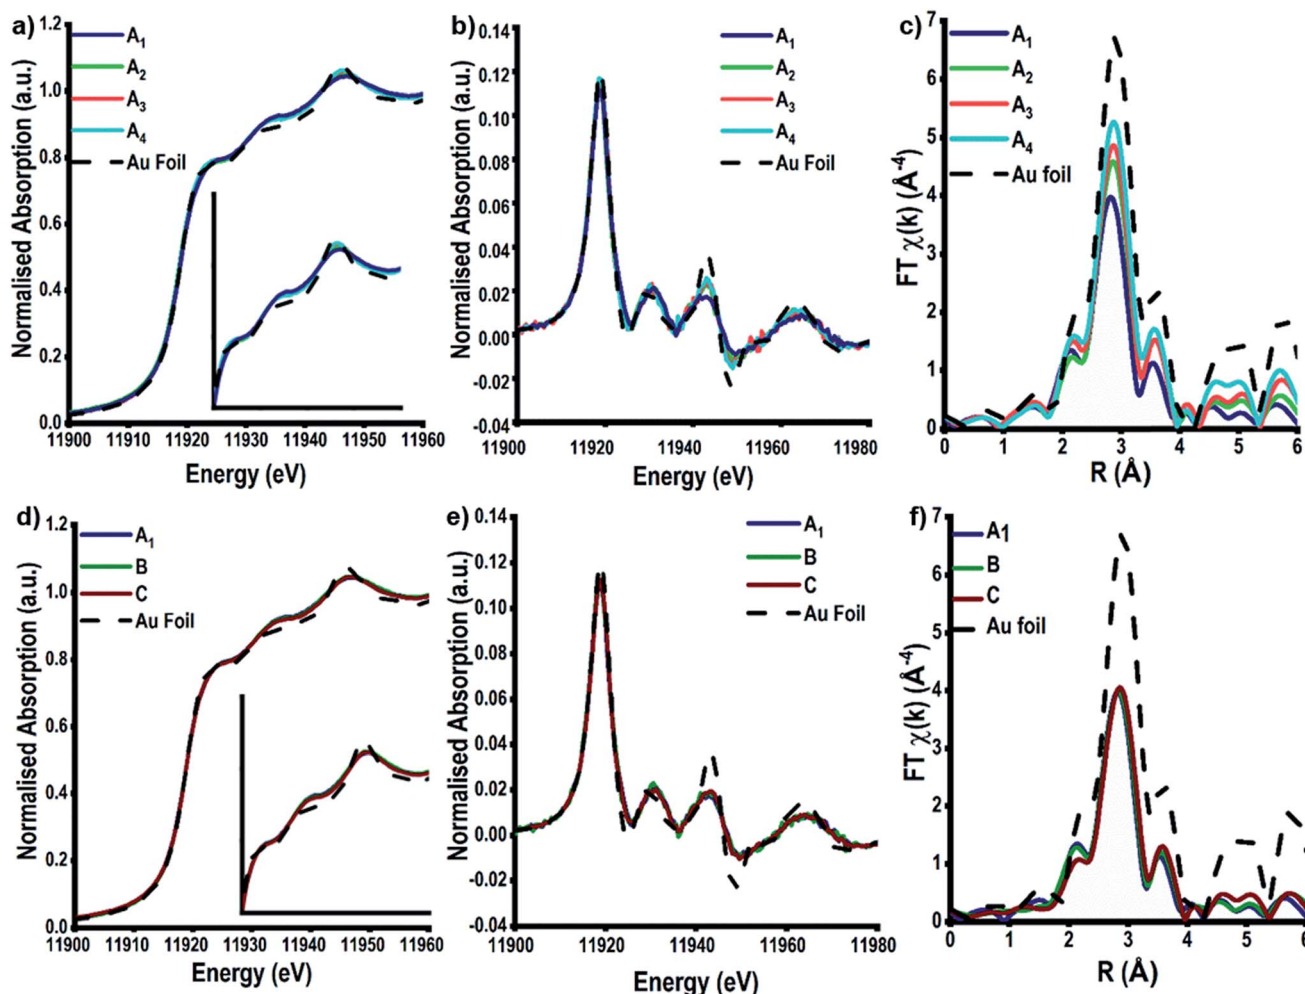 a)
1.2
1.0
0.8
0.6
0.4
0.2
0.0
Normalised Absorption (a.u.)
A1
A2
A3
A4
Au Foil
11900 11910 11920 11930 11940 11950 11960
Energy (eV)
b)
0.14
0.12
0.10
0.08
0.06
0.04
0.02
0.00
-0.02
-0.04
Normalised Absorption (a.u.)
A1
A2
A3
A4
Au Foil
11900 11920 11940 11960 11980
Energy (eV)
c)
7
6
5
4
3
2
1
0
FT χ(k) (Å-4)
A1
A2
A3
A4
Au foil
0 1 2 3 4 5 6
R (Å)
d)
1.2
1.0
0.8
0.6
0.4
0.2
0.0
Normalised Absorption (a.u.)
A1
B
C
Au Foil
11900 11910 11920 11930 11940 11950 11960
Energy (eV)
e)
0.14
0.12
0.10
0.08
0.06
0.04
0.02
0.00
-0.02
-0.04
Normalised Absorption (a.u.)
A1
B
C
Au Foil
11900 11920 11940 11960 11980
Energy (eV)
f)
7
6
5
4
3
2
1
0
FT χ(k) (Å-4)
A1
B
C
Au foil
0 1 2 3 4 5 6
R (Å)